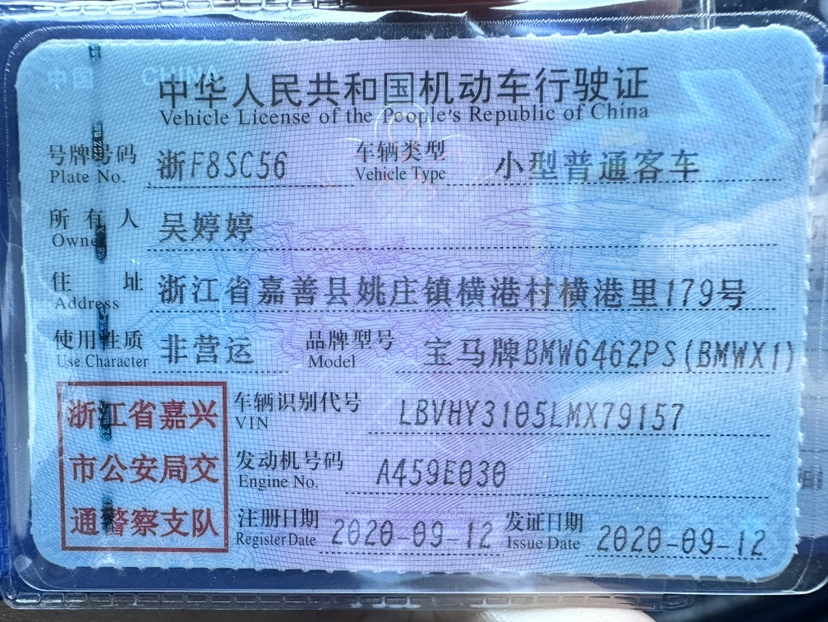 中国 CHINA
中华人民共和国机动车行驶证
Vehicle License of the People's Republic of China
号牌号码 浙F8SC56 车辆类型 小型普通客车
Plate No. Vehicle Type
所有人 吴婷婷
Owner
住址 浙江省嘉善县姚庄镇横港村横港里179号
Address
使用性质 非营运 品牌型号 宝马牌BMW6462PS(BMWX1)
Use Character Model
浙江省嘉兴
市公安局交
通警察支队
车辆识别代号 LBVHY3105LMX79157
VIN
发动机号码 A459E030
Engine No.
注册日期 2020-09-12 发证日期 2020-09-12
Register Date Issue Date